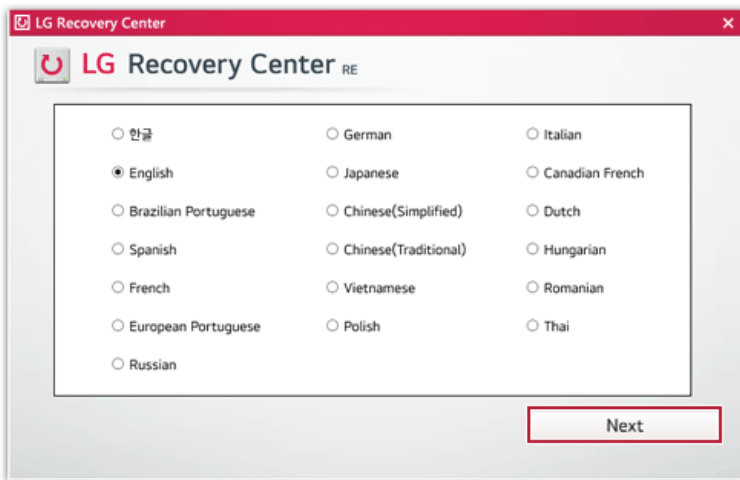 LG Recovery Center
LG Recovery Center RE
한글
German
Italian
English
Japanese
Canadian French
Brazilian Portuguese
Chinese(Simplified)
Dutch
Spanish
Chinese(Traditional)
Hungarian
French
Vietnamese
Romanian
European Portuguese
Polish
Thai
Russian
Next